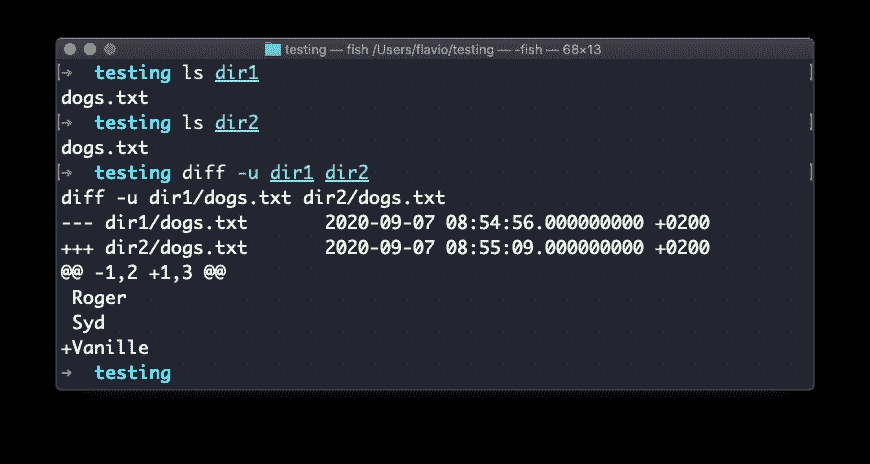 testing — fish /Users/flavio/testing — -fish — 68×13
[→  testing ls dir1 ]
dogs.txt
[→  testing ls dir2 ]
dogs.txt
[→  testing diff -u dir1 dir2 ]
diff -u dir1/dogs.txt dir2/dogs.txt
--- dir1/dogs.txt       2020-09-07 08:54:56.000000000 +0200
+++ dir2/dogs.txt       2020-09-07 08:55:09.000000000 +0200
@@ -1,2 +1,3 @@
 Roger
 Syd
+Vanille
→  testing